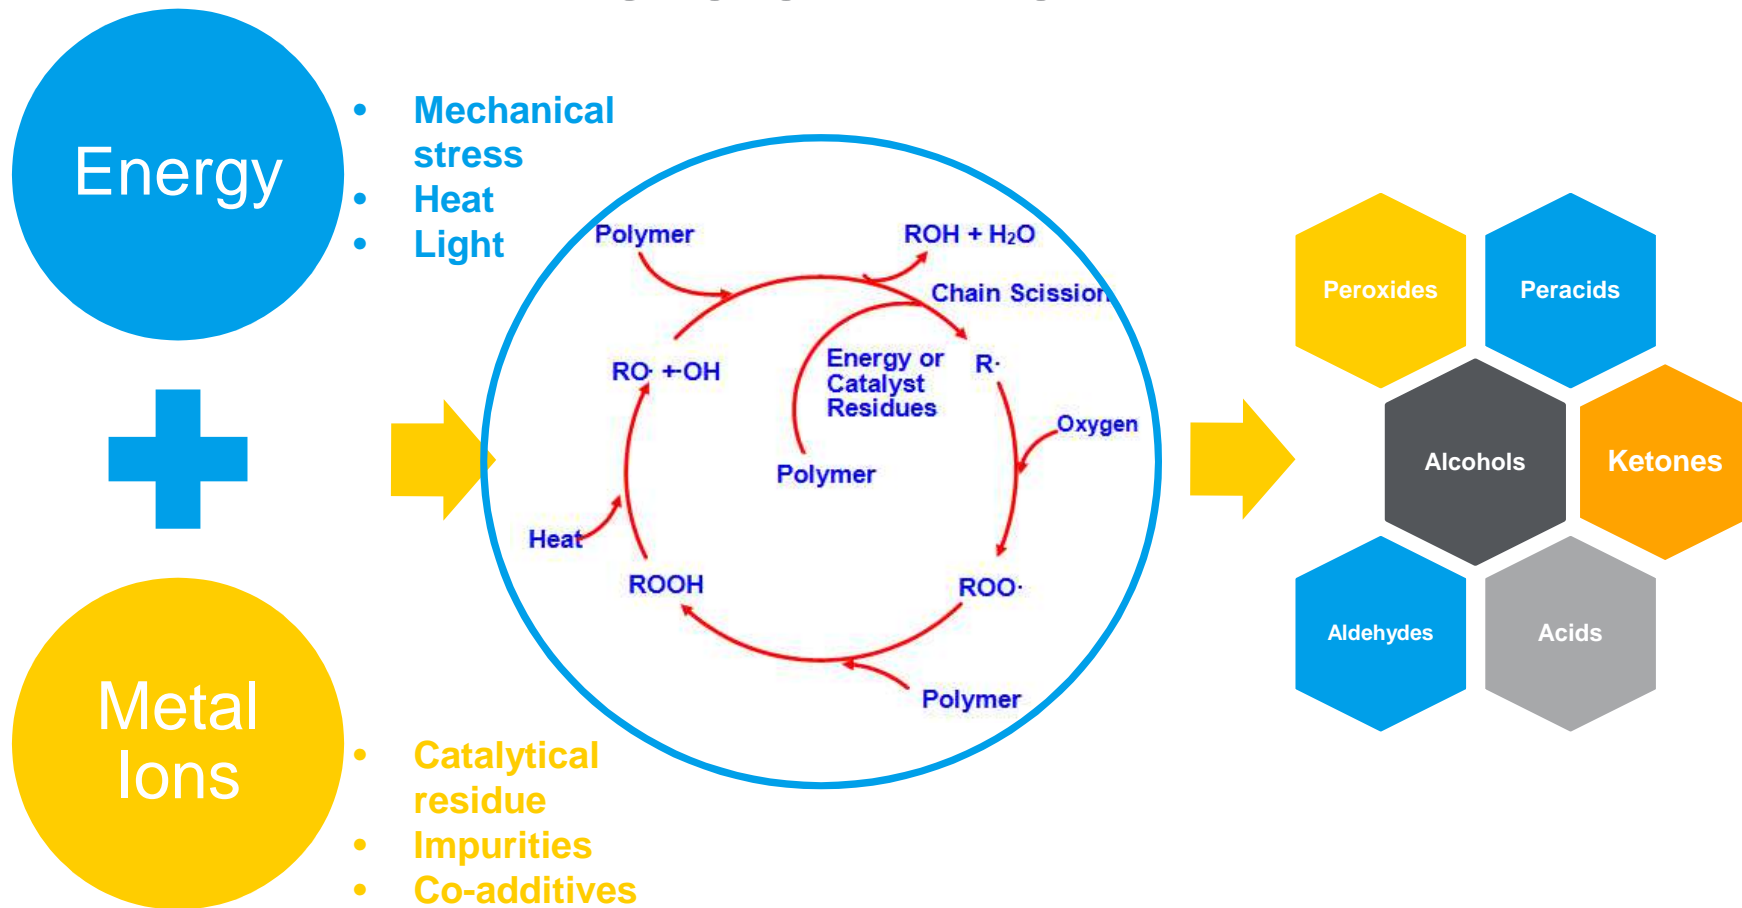 Energy
• Mechanical
stress
• Heat
• Light
Metal
Ions
• Catalytical
residue
• Impurities
• Co-additives
Polymer
ROH + H₂O
Chain Scission
RO· +·OH
Energy or
Catalyst
Residues
R·
Oxygen
Polymer
Heat
ROOH
ROO·
Polymer
Peroxides
Peracids
Alcohols
Ketones
Aldehydes
Acids